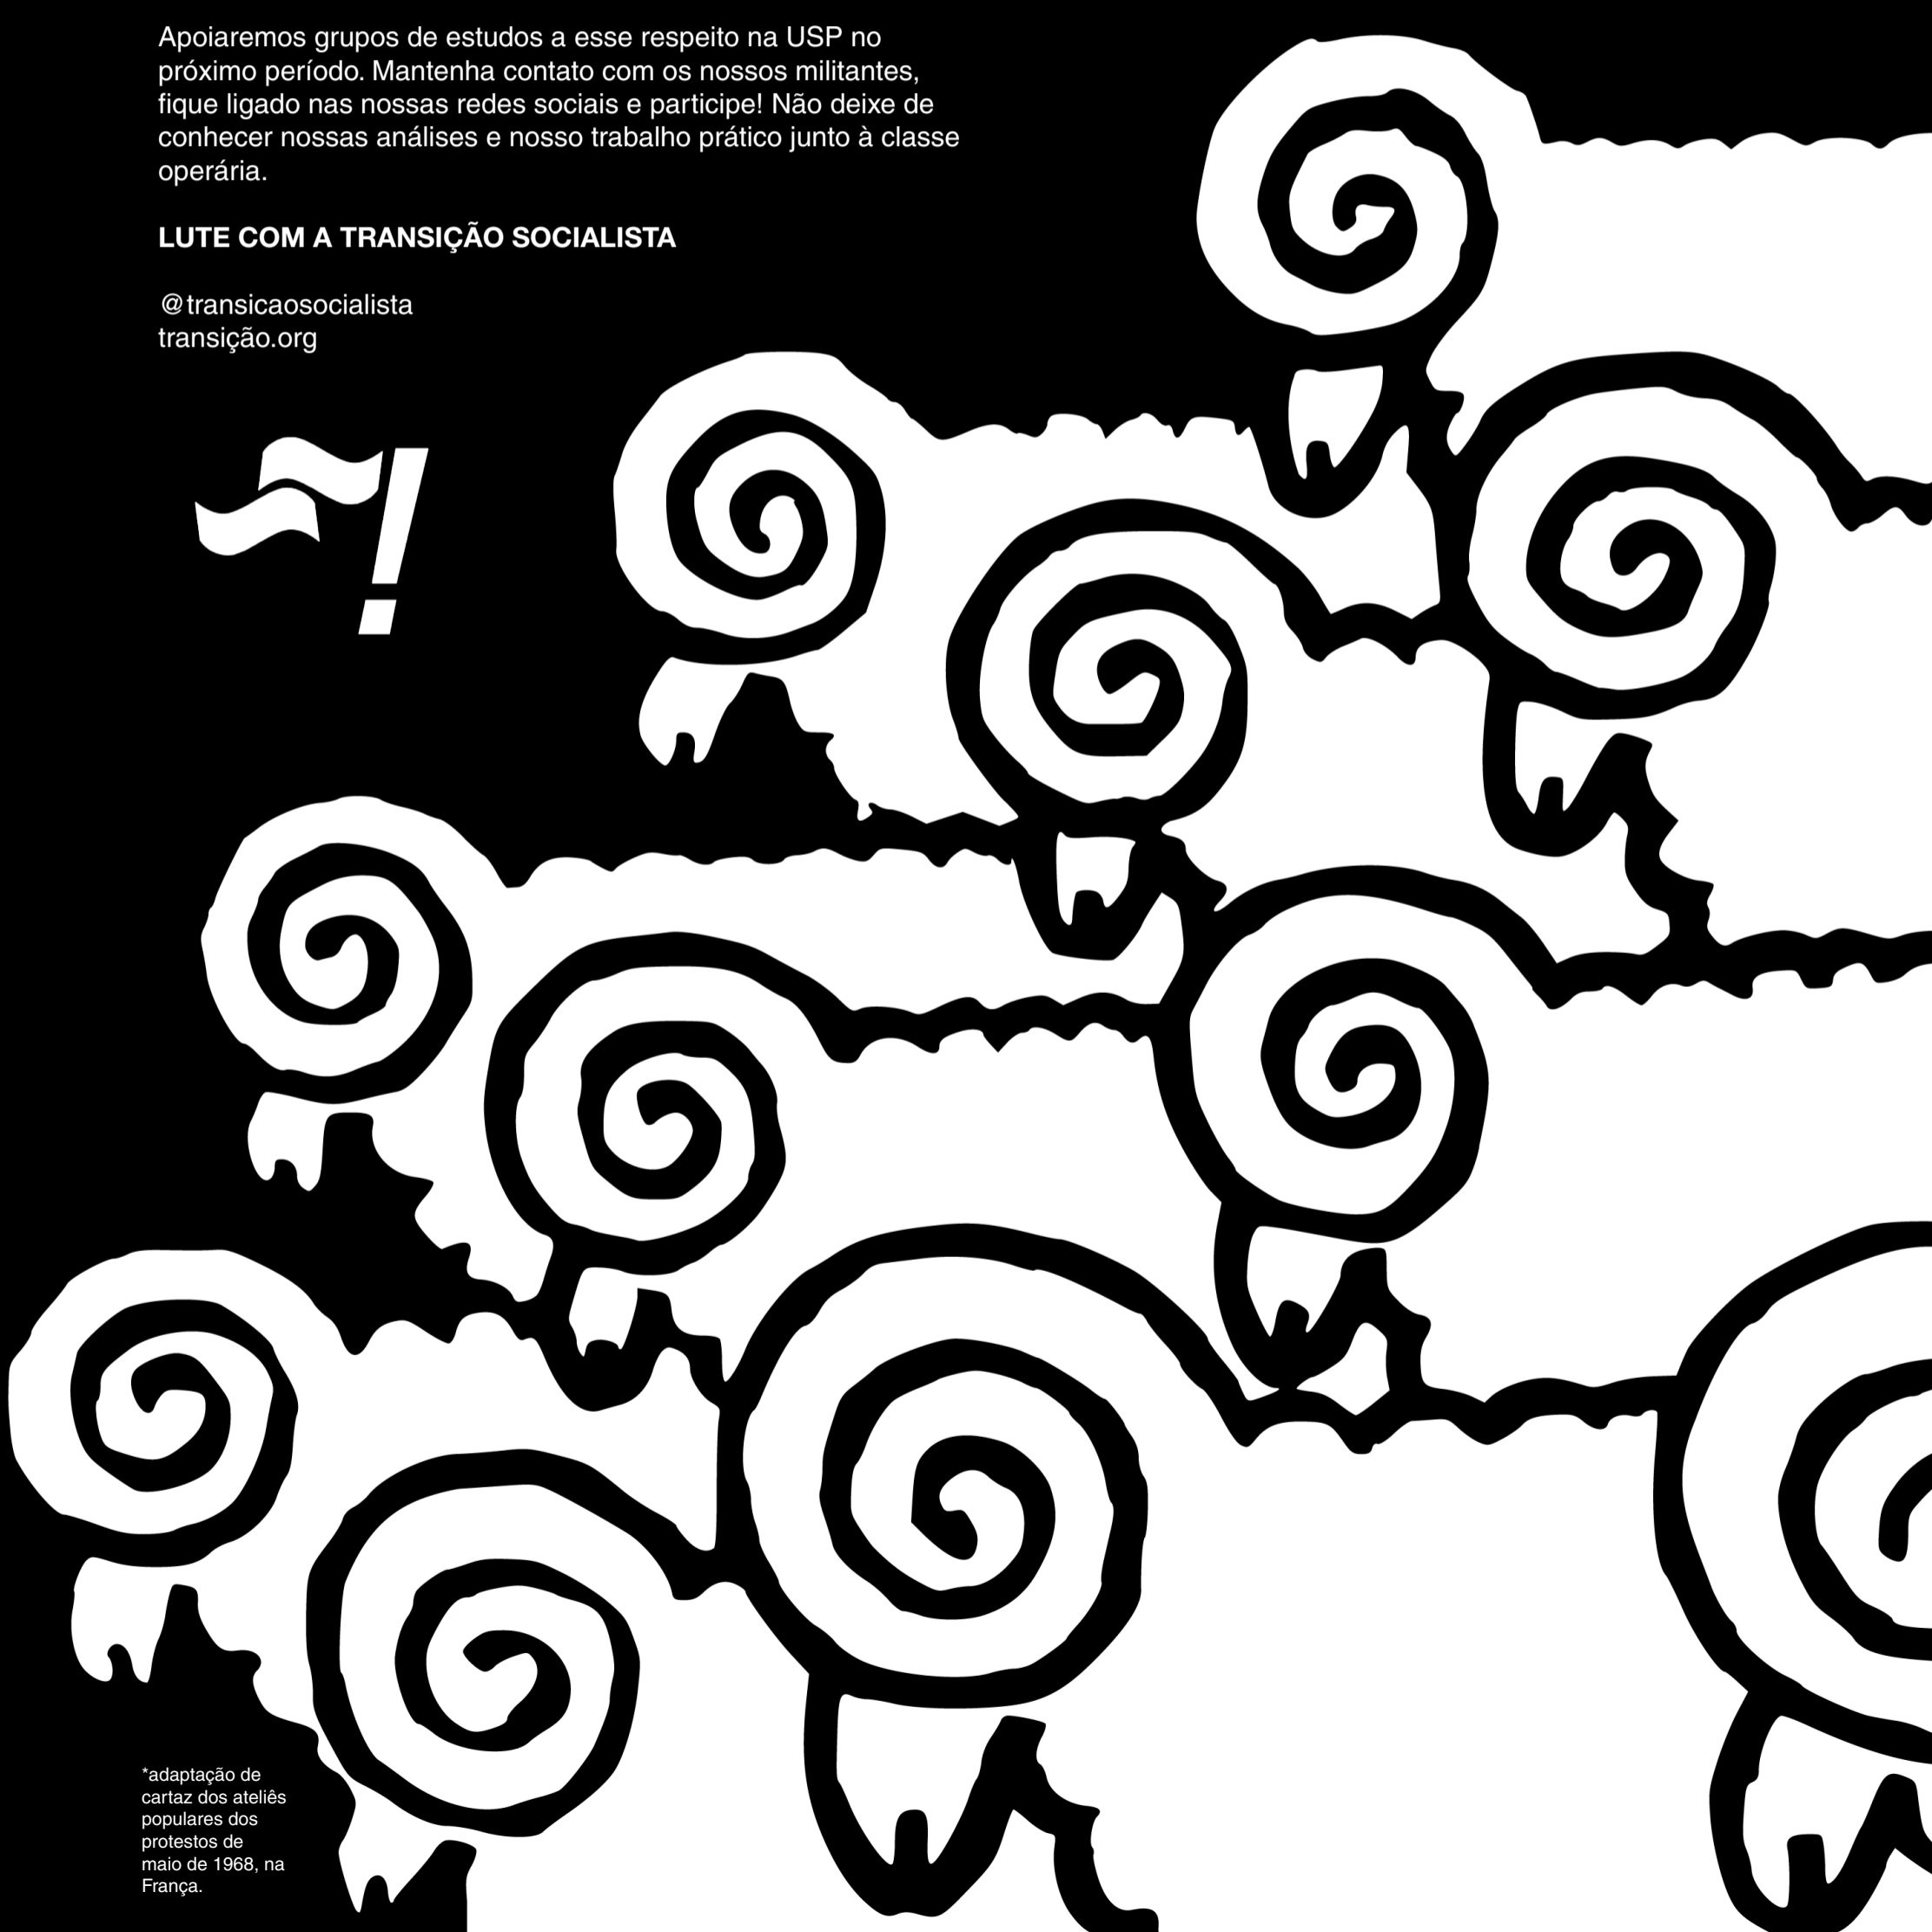 Apoiaremos grupos de estudos a esse respeito na USP no
próximo período. Mantenha contato com os nossos militantes,
fique ligado nas nossas redes sociais e participe! Não deixe de
conhecer nossas análises e nosso trabalho prático junto à classe
operária.
LUTE COM A TRANSIÇÃO SOCIALISTA
@transicaosocialista
transição.org
*adaptação de
cartaz dos ateliês
populares dos
protestos de
maio de 1968, na
França.